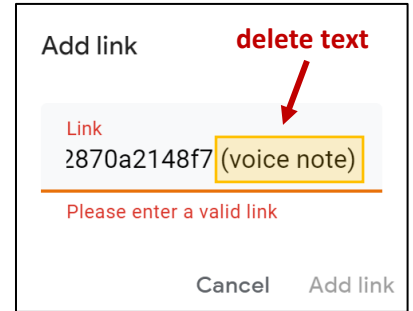 Add link
delete text
Link
2870a2148f7 (voice note)
Please enter a valid link
Cancel
Add link